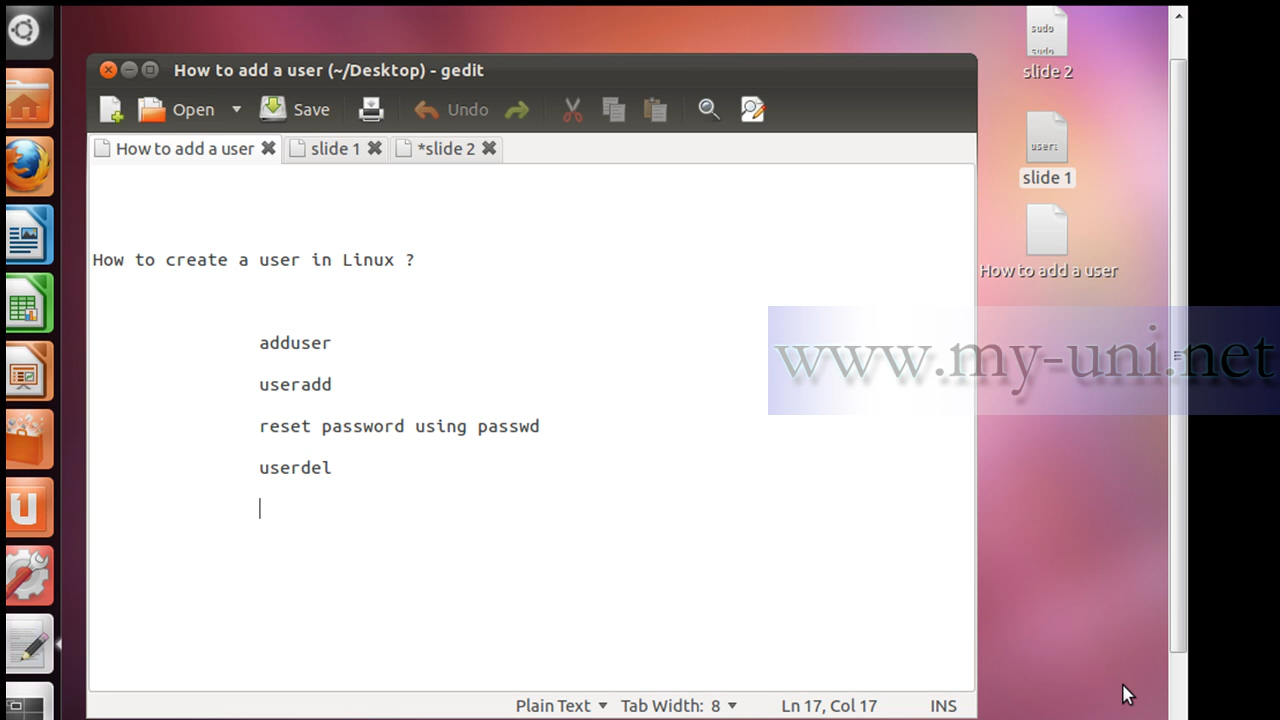 How to add a user (~/Desktop) - gedit
Open Save Undo
How to add a user slide 1 *slide 2
How to create a user in Linux ?
adduser
useradd
reset password using passwd
userdel
Plain Text Tab Width: 8 Ln 17, Col 17 INS
sudo
sudo
slide 2
slide 1
How to add a user
www.my-uni.net